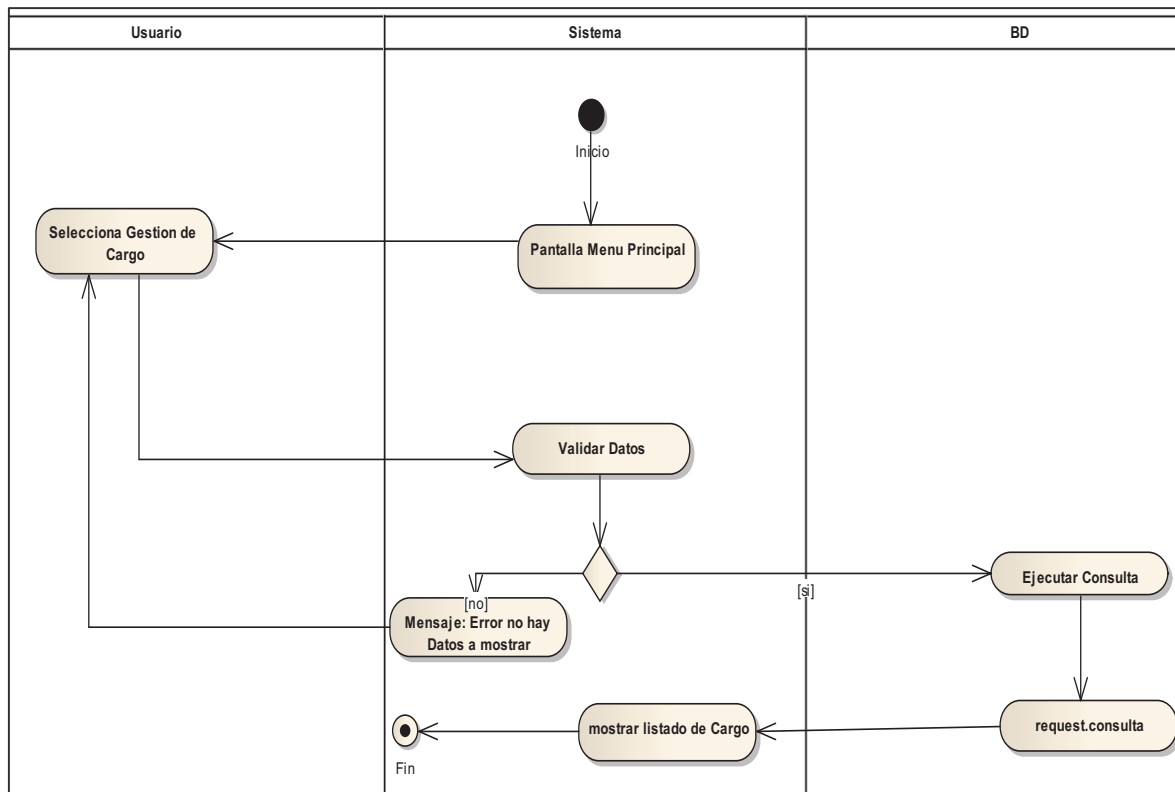 Usuario
Sistema
BD
Inicio
Selecciona Gestion de
Cargo
Pantalla Menu Principal
Validar Datos
[no]
[si]
Ejecutar Consulta
Mensaje: Error no hay
Datos a mostrar
mostrar listado de Cargo
request.consulta
Fin